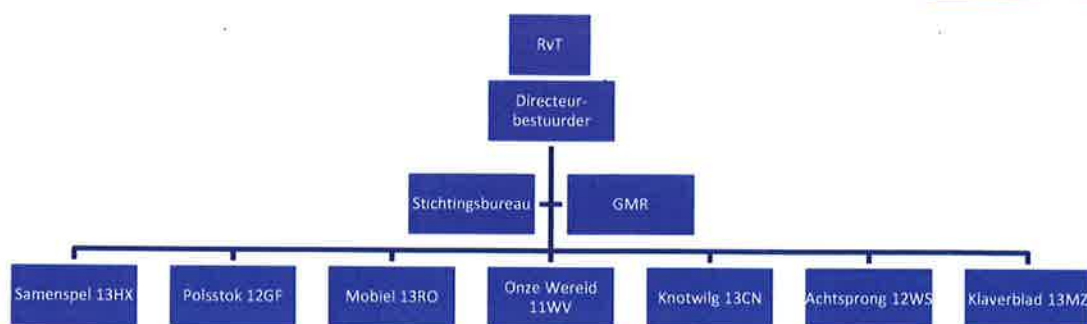 RvT
Directeur-
bestuurder
Stichtingsbureau
GMR
Samenspel 13HX
Polsstok 12GF
Mobiel 13RO
Onze Wereld
11WV
Knotwilg 13CN
Achtsprong 12WS
Klaverblad 13MZ